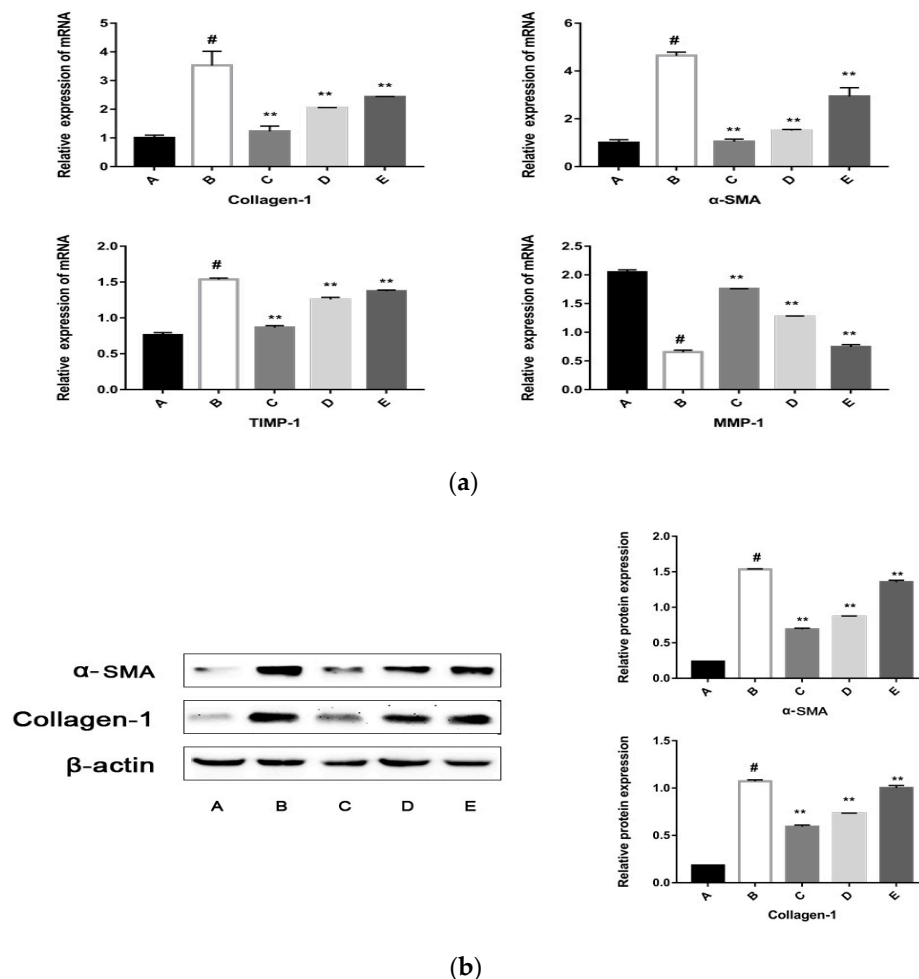 Relative expression of mRNA
5
4
3
2
1
0
#
**
**
**
A
B
C
D
E
Collagen-1
Relative expression of mRNA
6
4
2
0
#
**
**
**
A
B
C
D
E
α-SMA
Relative expression of mRNA
2.0
1.5
1.0
0.5
0.0
#
**
**
**
A
B
C
D
E
TIMP-1
Relative expression of mRNA
2.5
2.0
1.5
1.0
0.5
0.0
#
**
**
**
A
B
C
D
E
MMP-1
(a)
α-SMA
Collagen-1
β-actin
A B C D E
Relative protein expression
2.0
1.5
1.0
0.5
0.0
#
**
**
**
A
B
C
D
E
α-SMA
Relative protein expression
1.5
1.0
0.5
0.0
#
**
**
**
A
B
C
D
E
Collagen-1
(b)